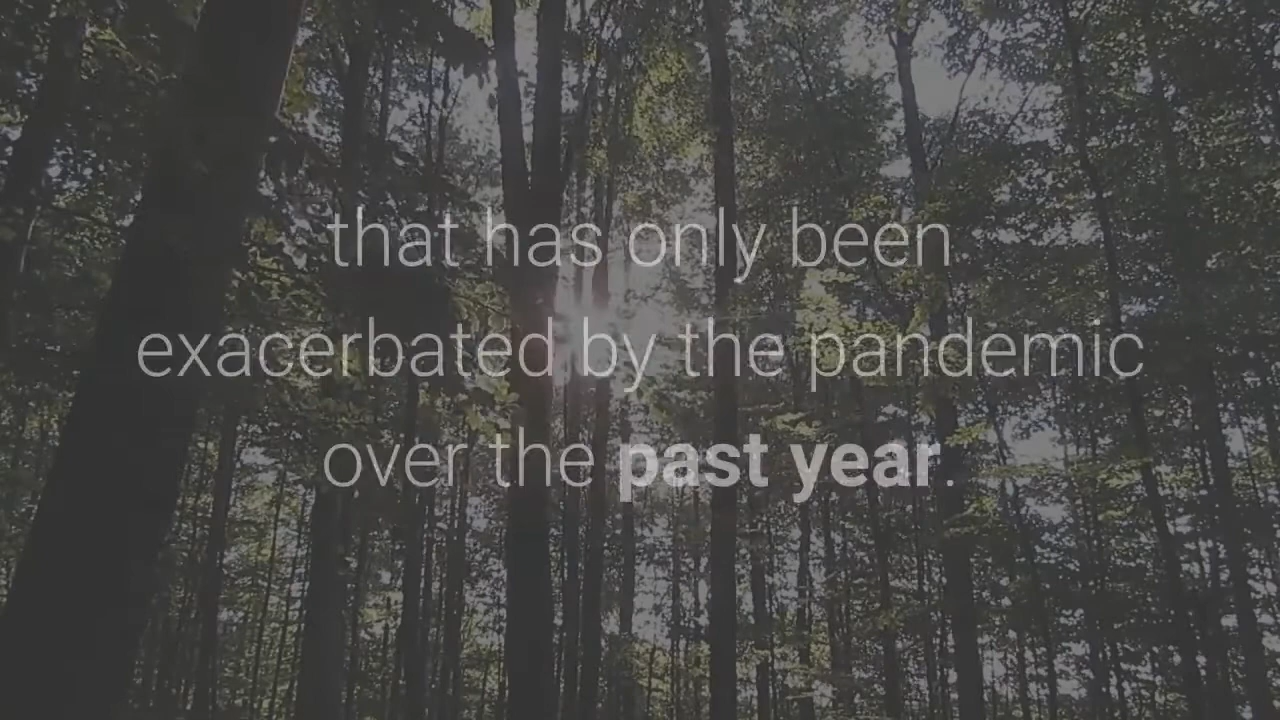 that has only been
exacerbated by the pandemic
over the past year.